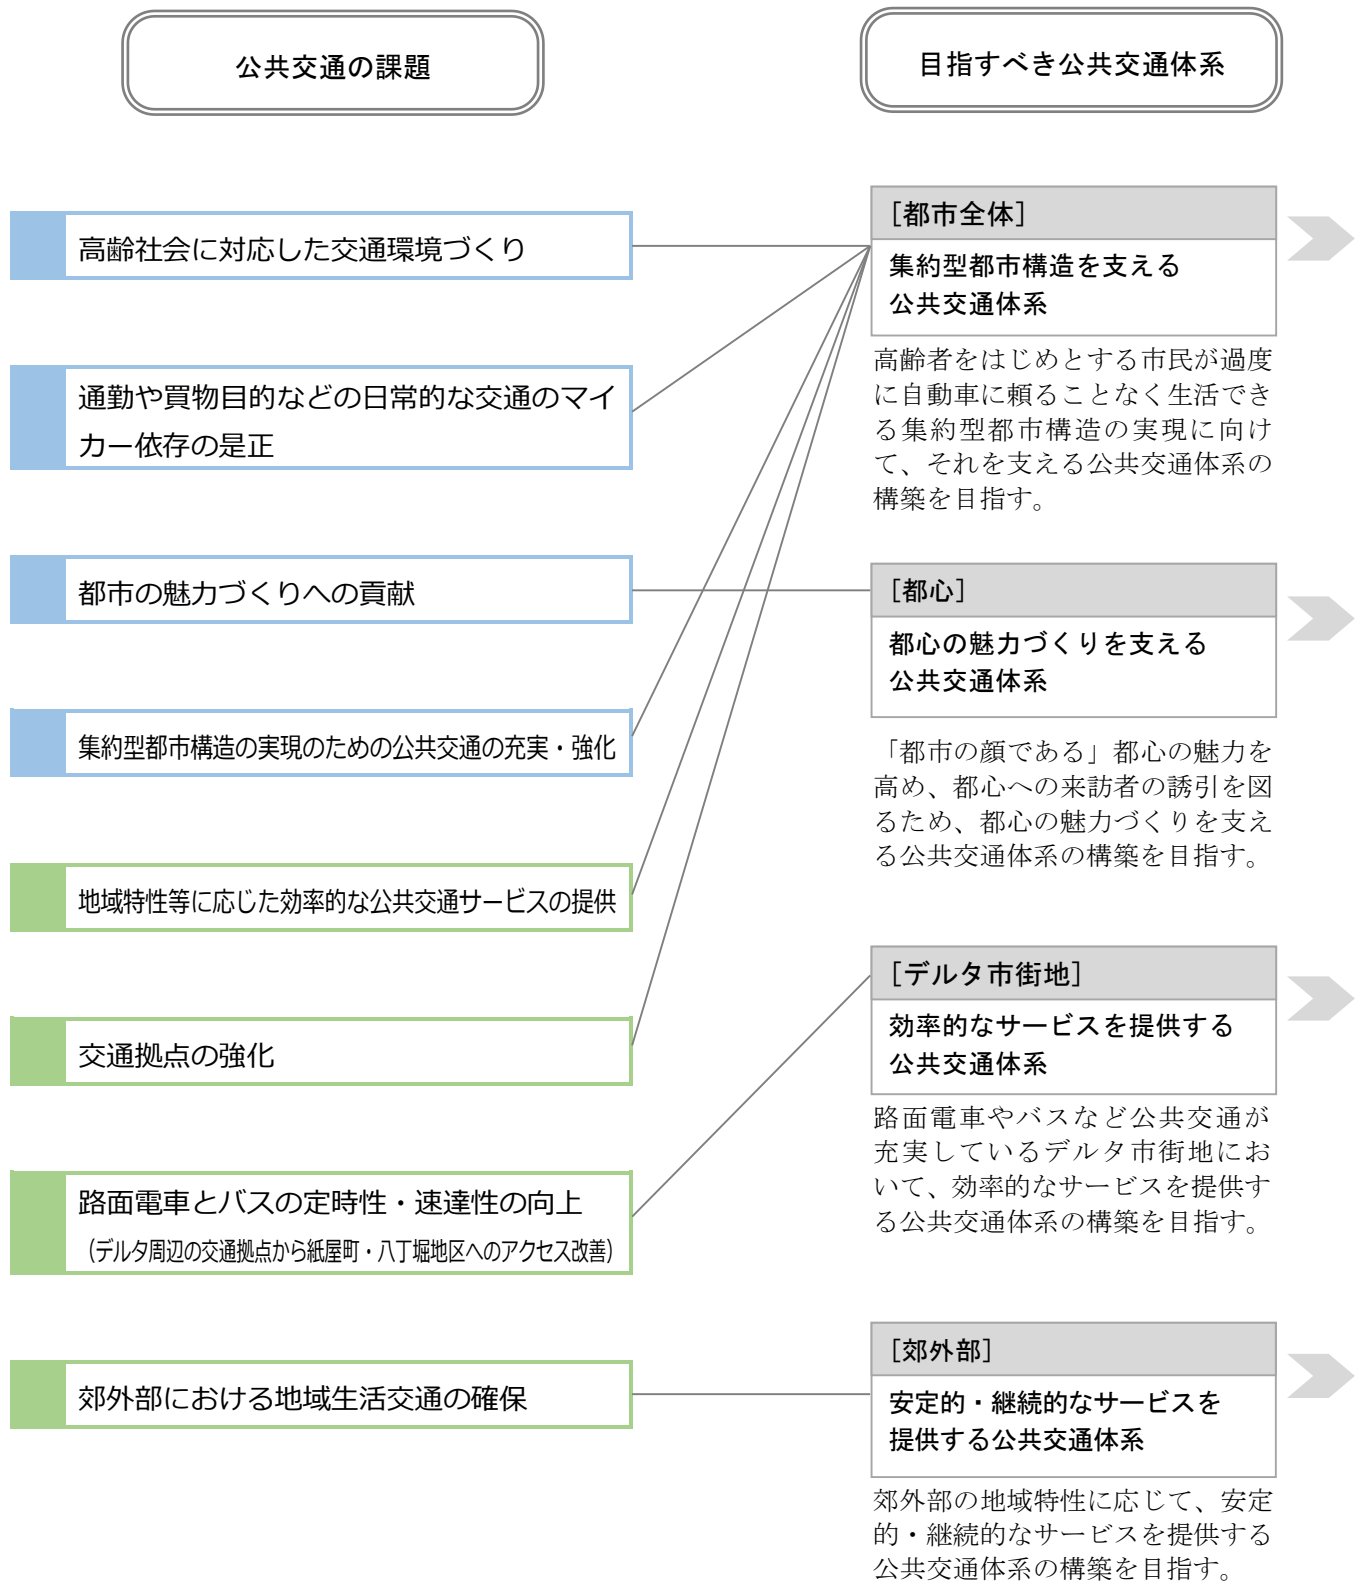 公共交通の課題
高齢社会に対応した交通環境づくり
通勤や買物目的などの日常的な交通のマイ
カー依存の是正
都市の魅力づくりへの貢献
集約型都市構造の実現のための公共交通の充実・強化
地域特性等に応じた効率的な公共交通サービスの提供
交通拠点の強化
路面電車とバスの定時性・速達性の向上
（デルタ周辺の交通拠点から紙屋町・八丁堀地区へのアクセス改善）
郊外部における地域生活交通の確保
目指すべき公共交通体系
［都市全体］
集約型都市構造を支える
公共交通体系
高齢者をはじめとする市民が過度
に自動車に頼ることなく生活でき
る集約型都市構造の実現に向け
て、それを支える公共交通体系の
構築を目指す。
［都心］
都心の魅力づくりを支える
公共交通体系
「都市の顔である」都心の魅力を
高め、都心への来訪者の誘引を図
るため、都心の魅力づくりを支え
る公共交通体系の構築を目指す。
［デルタ市街地］
効率的なサービスを提供する
公共交通体系
路面電車やバスなど公共交通が
充実しているデルタ市街地にお
いて、効率的なサービスを提供す
る公共交通体系の構築を目指す。
［郊外部］
安定的・継続的なサービスを
提供する公共交通体系
郊外部の地域特性に応じて、安定
的・継続的なサービスを提供する
公共交通体系の構築を目指す。